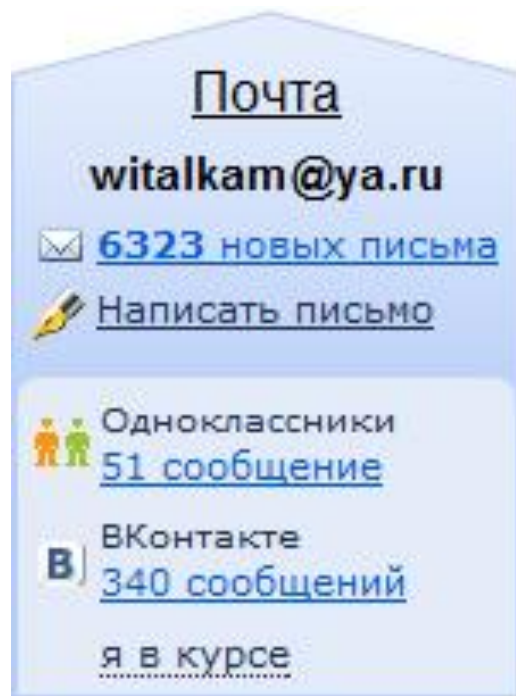 Почта
witalkam@ya.ru
6323 новых письма
Написать письмо
Одноклассники
51 сообщение
ВКонтакте
В
340 сообщений
я в курсе